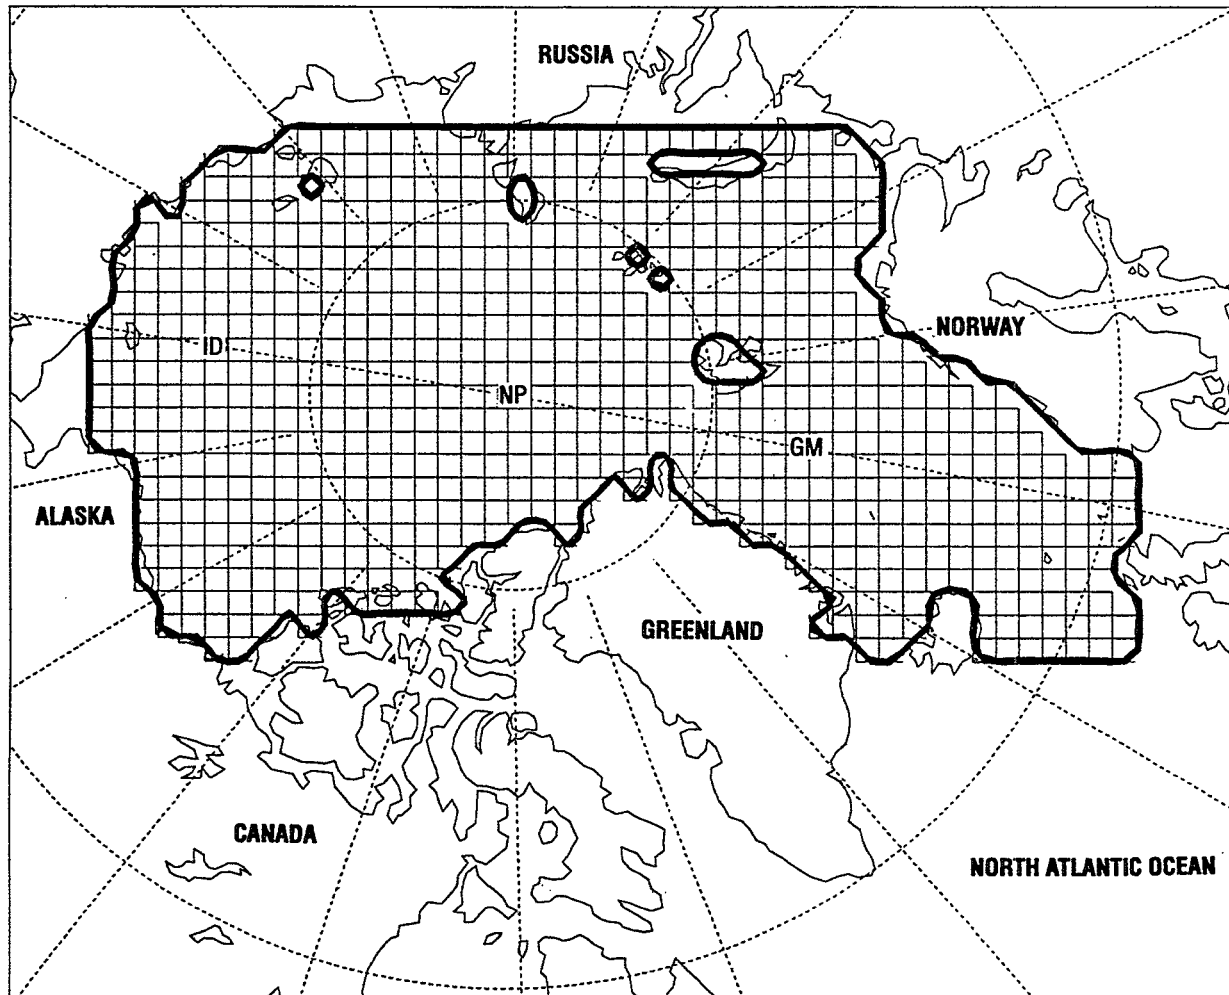 RUSSIA
NORWAY
ID
NP
GM
ALASKA
GREENLAND
CANADA
NORTH ATLANTIC OCEAN